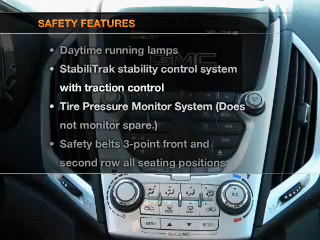 SAFETY FEATURES
GMC
• Daytime running lamps
• StabiliTrak stability control system
with traction control
• Tire Pressure Monitor System (Does
not monitor spare.)
• Safety belts 3-point front and
second row all seating positions
MENU